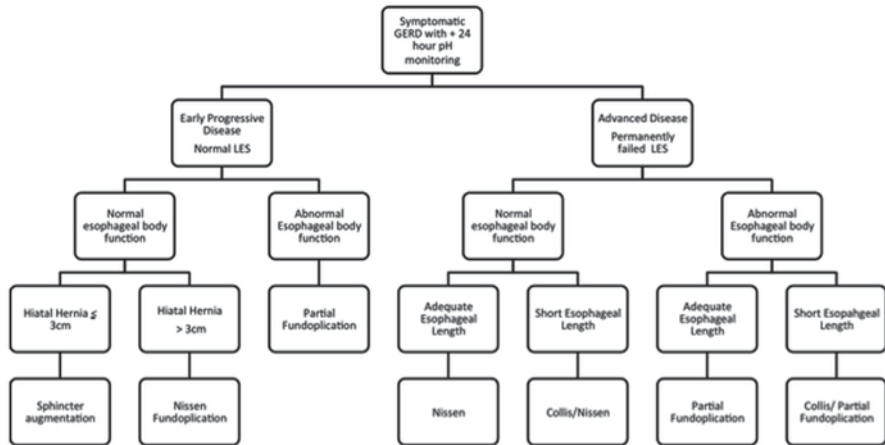 Symptomatic
GERD with + 24
hour pH
monitoring
Early Progressive
Disease
Normal LES
Advanced Disease
Permanently
failed LES
Normal
esophageal body
function
Abnormal
Esophageal body
function
Normal
esophageal body
function
Abnormal
Esophageal body
function
Hiatal Hernia ≤
3cm
Hiatal Hernia
> 3cm
Partial
Fundoplication
Adequate
Esophageal
Length
Short Esophageal
Length
Adequate
Esophageal
Length
Short Esopahgeal
Length
Sphincter
augmentation
Nissen
Fundoplication
Nissen
Collis/Nissen
Partial
Fundoplication
Collis/ Partial
Fundoplication